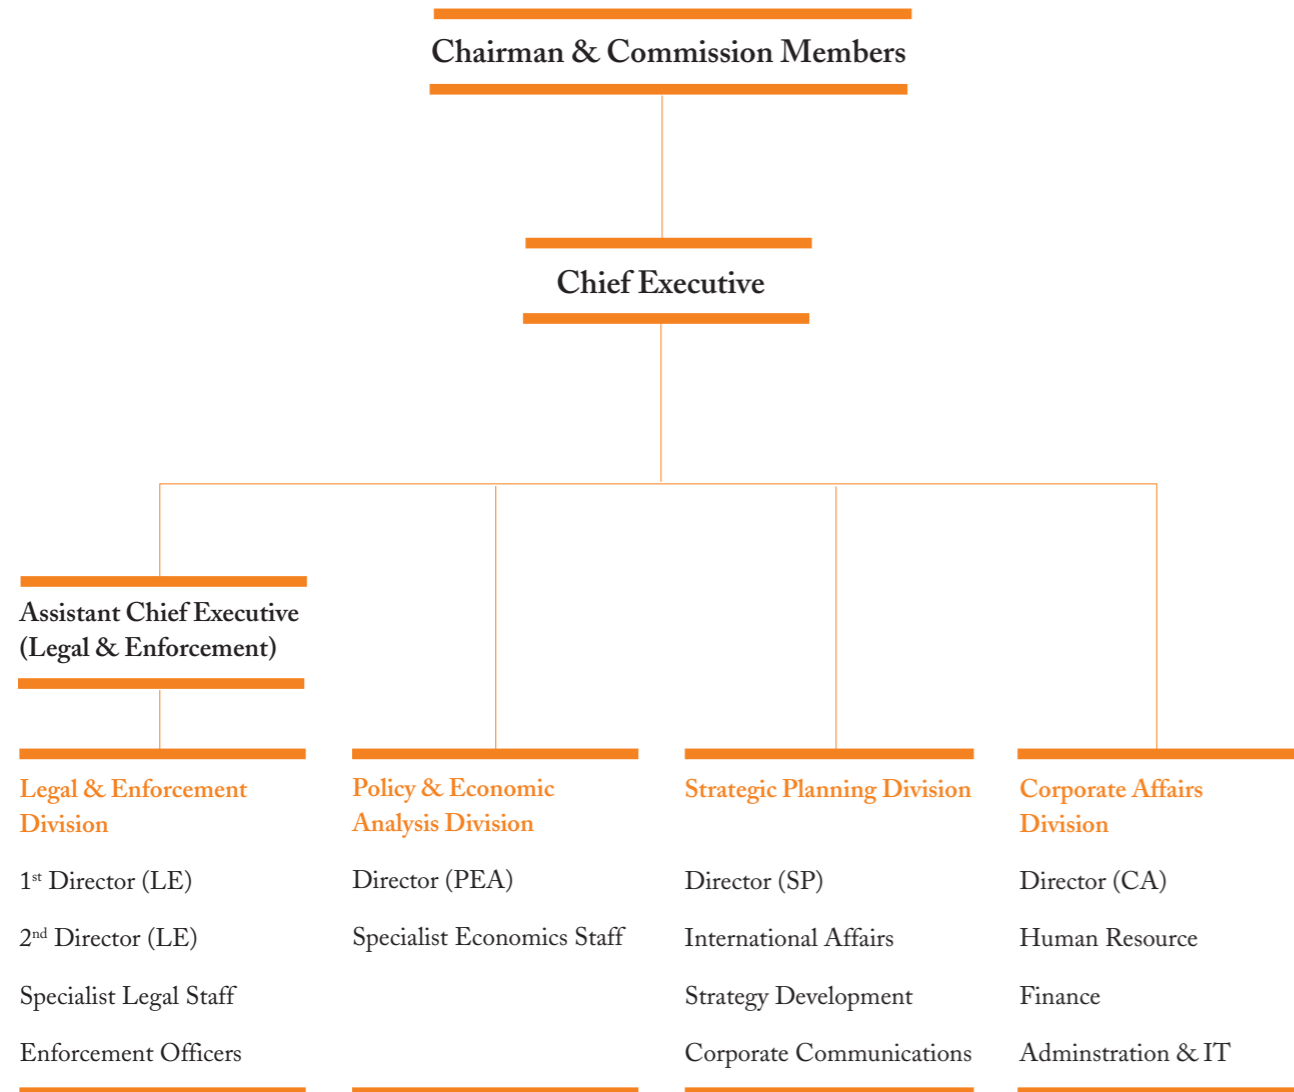 Chairman & Commission Members
Chief Executive
Assistant Chief Executive
(Legal & Enforcement)
Legal & Enforcement
Division
1st Director (LE)
2nd Director (LE)
Specialist Legal Staff
Enforcement Officers
Policy & Economic
Analysis Division
Director (PEA)
Specialist Economics Staff
Strategic Planning Division
Director (SP)
International Affairs
Strategy Development
Corporate Communications
Corporate Affairs
Division
Director (CA)
Human Resource
Finance
Adminstration & IT